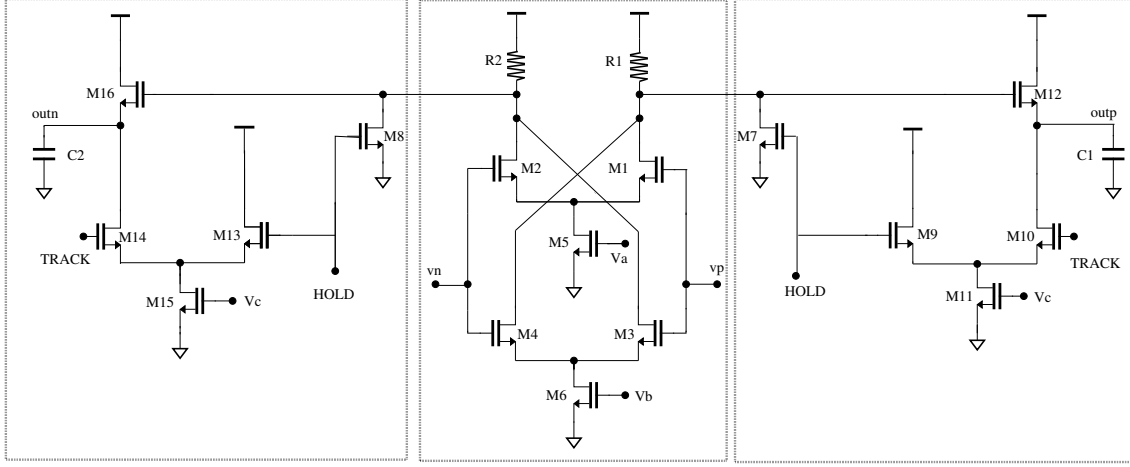 R2 R1
M16 M12
outn outp
M8 M7
C2 M2 M1 C1
M14 M13 M5 M9 M10
TRACK Va TRACK
vn vp
HOLD HOLD
M15 Vc M11 Vc
M4 M3
M6 Vb